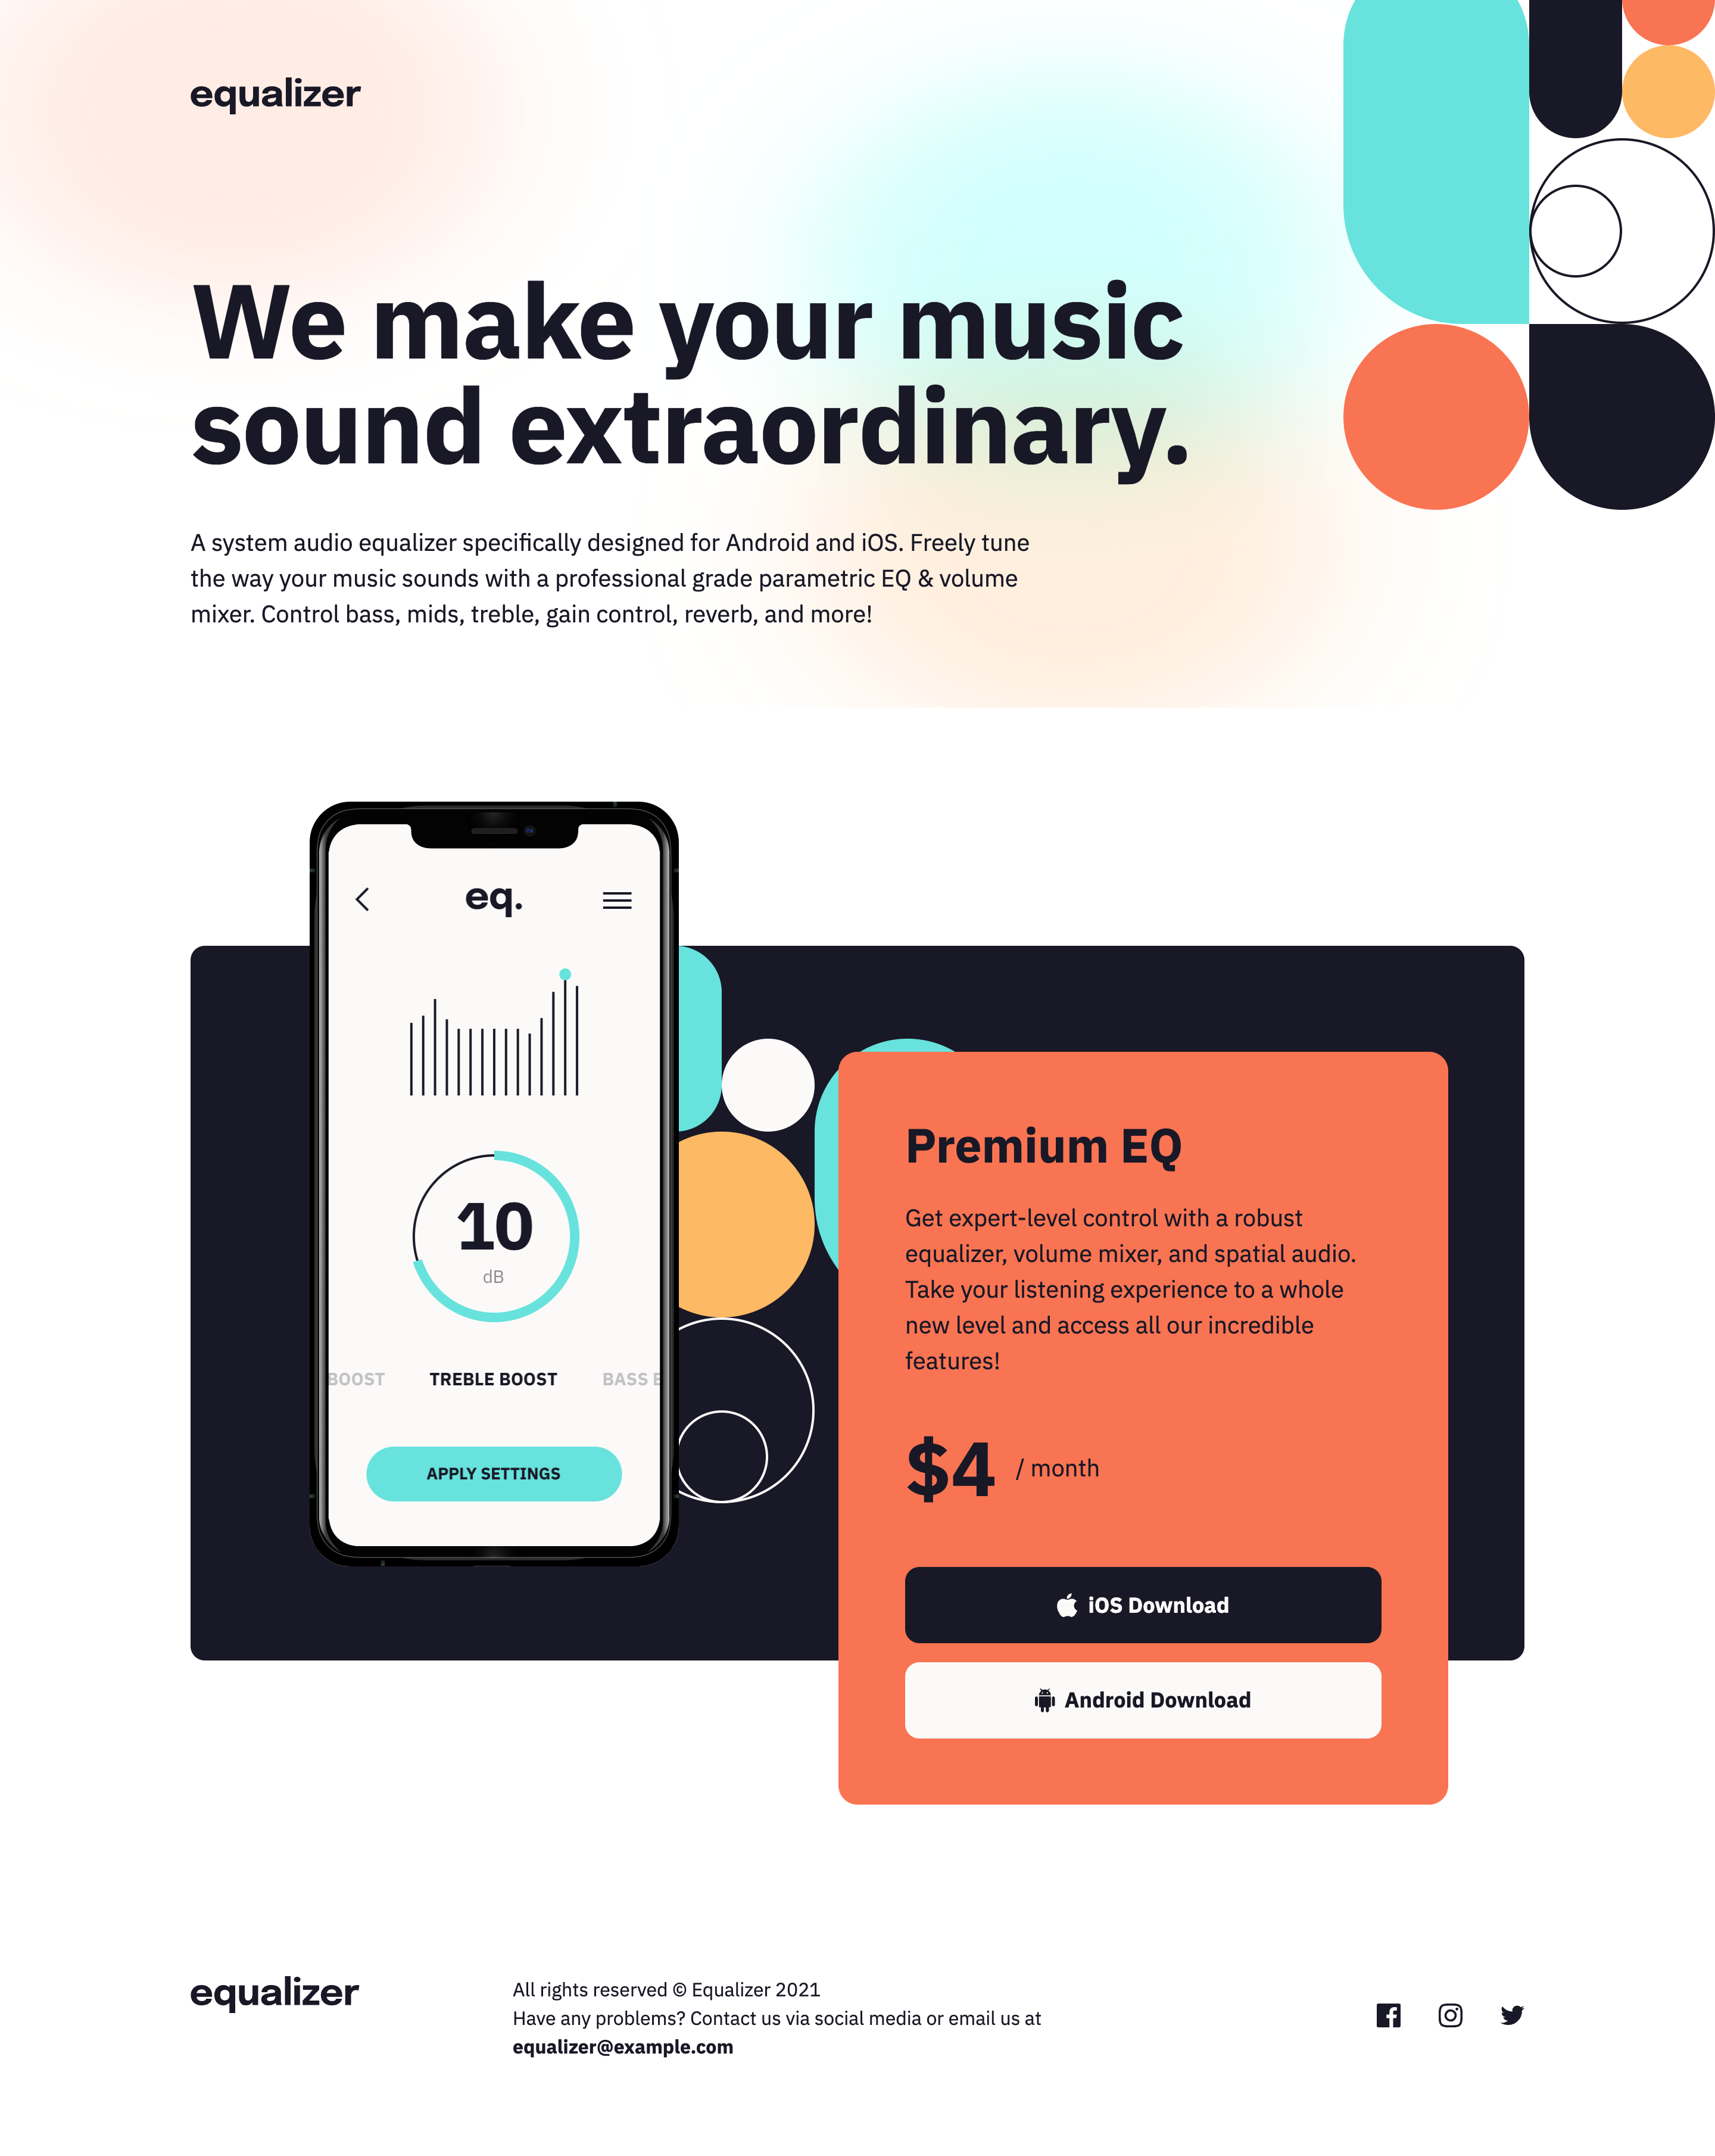 equalizer
We make your music
sound extraordinary.
A system audio equalizer specifically designed for Android and iOS. Freely tune
the way your music sounds with a professional grade parametric EQ & volume
mixer. Control bass, mids, treble, gain control, reverb, and more!
eq.
10
dB
BOOST TREBLE BOOST BASS
APPLY SETTINGS
Premium EQ
Get expert-level control with a robust
equalizer, volume mixer, and spatial audio.
Take your listening experience to a whole
new level and access all our incredible
features!
$4 / month
iOS Download
Android Download
equalizer
All rights reserved © Equalizer 2021
Have any problems? Contact us via social media or email us at
equalizer@example.com